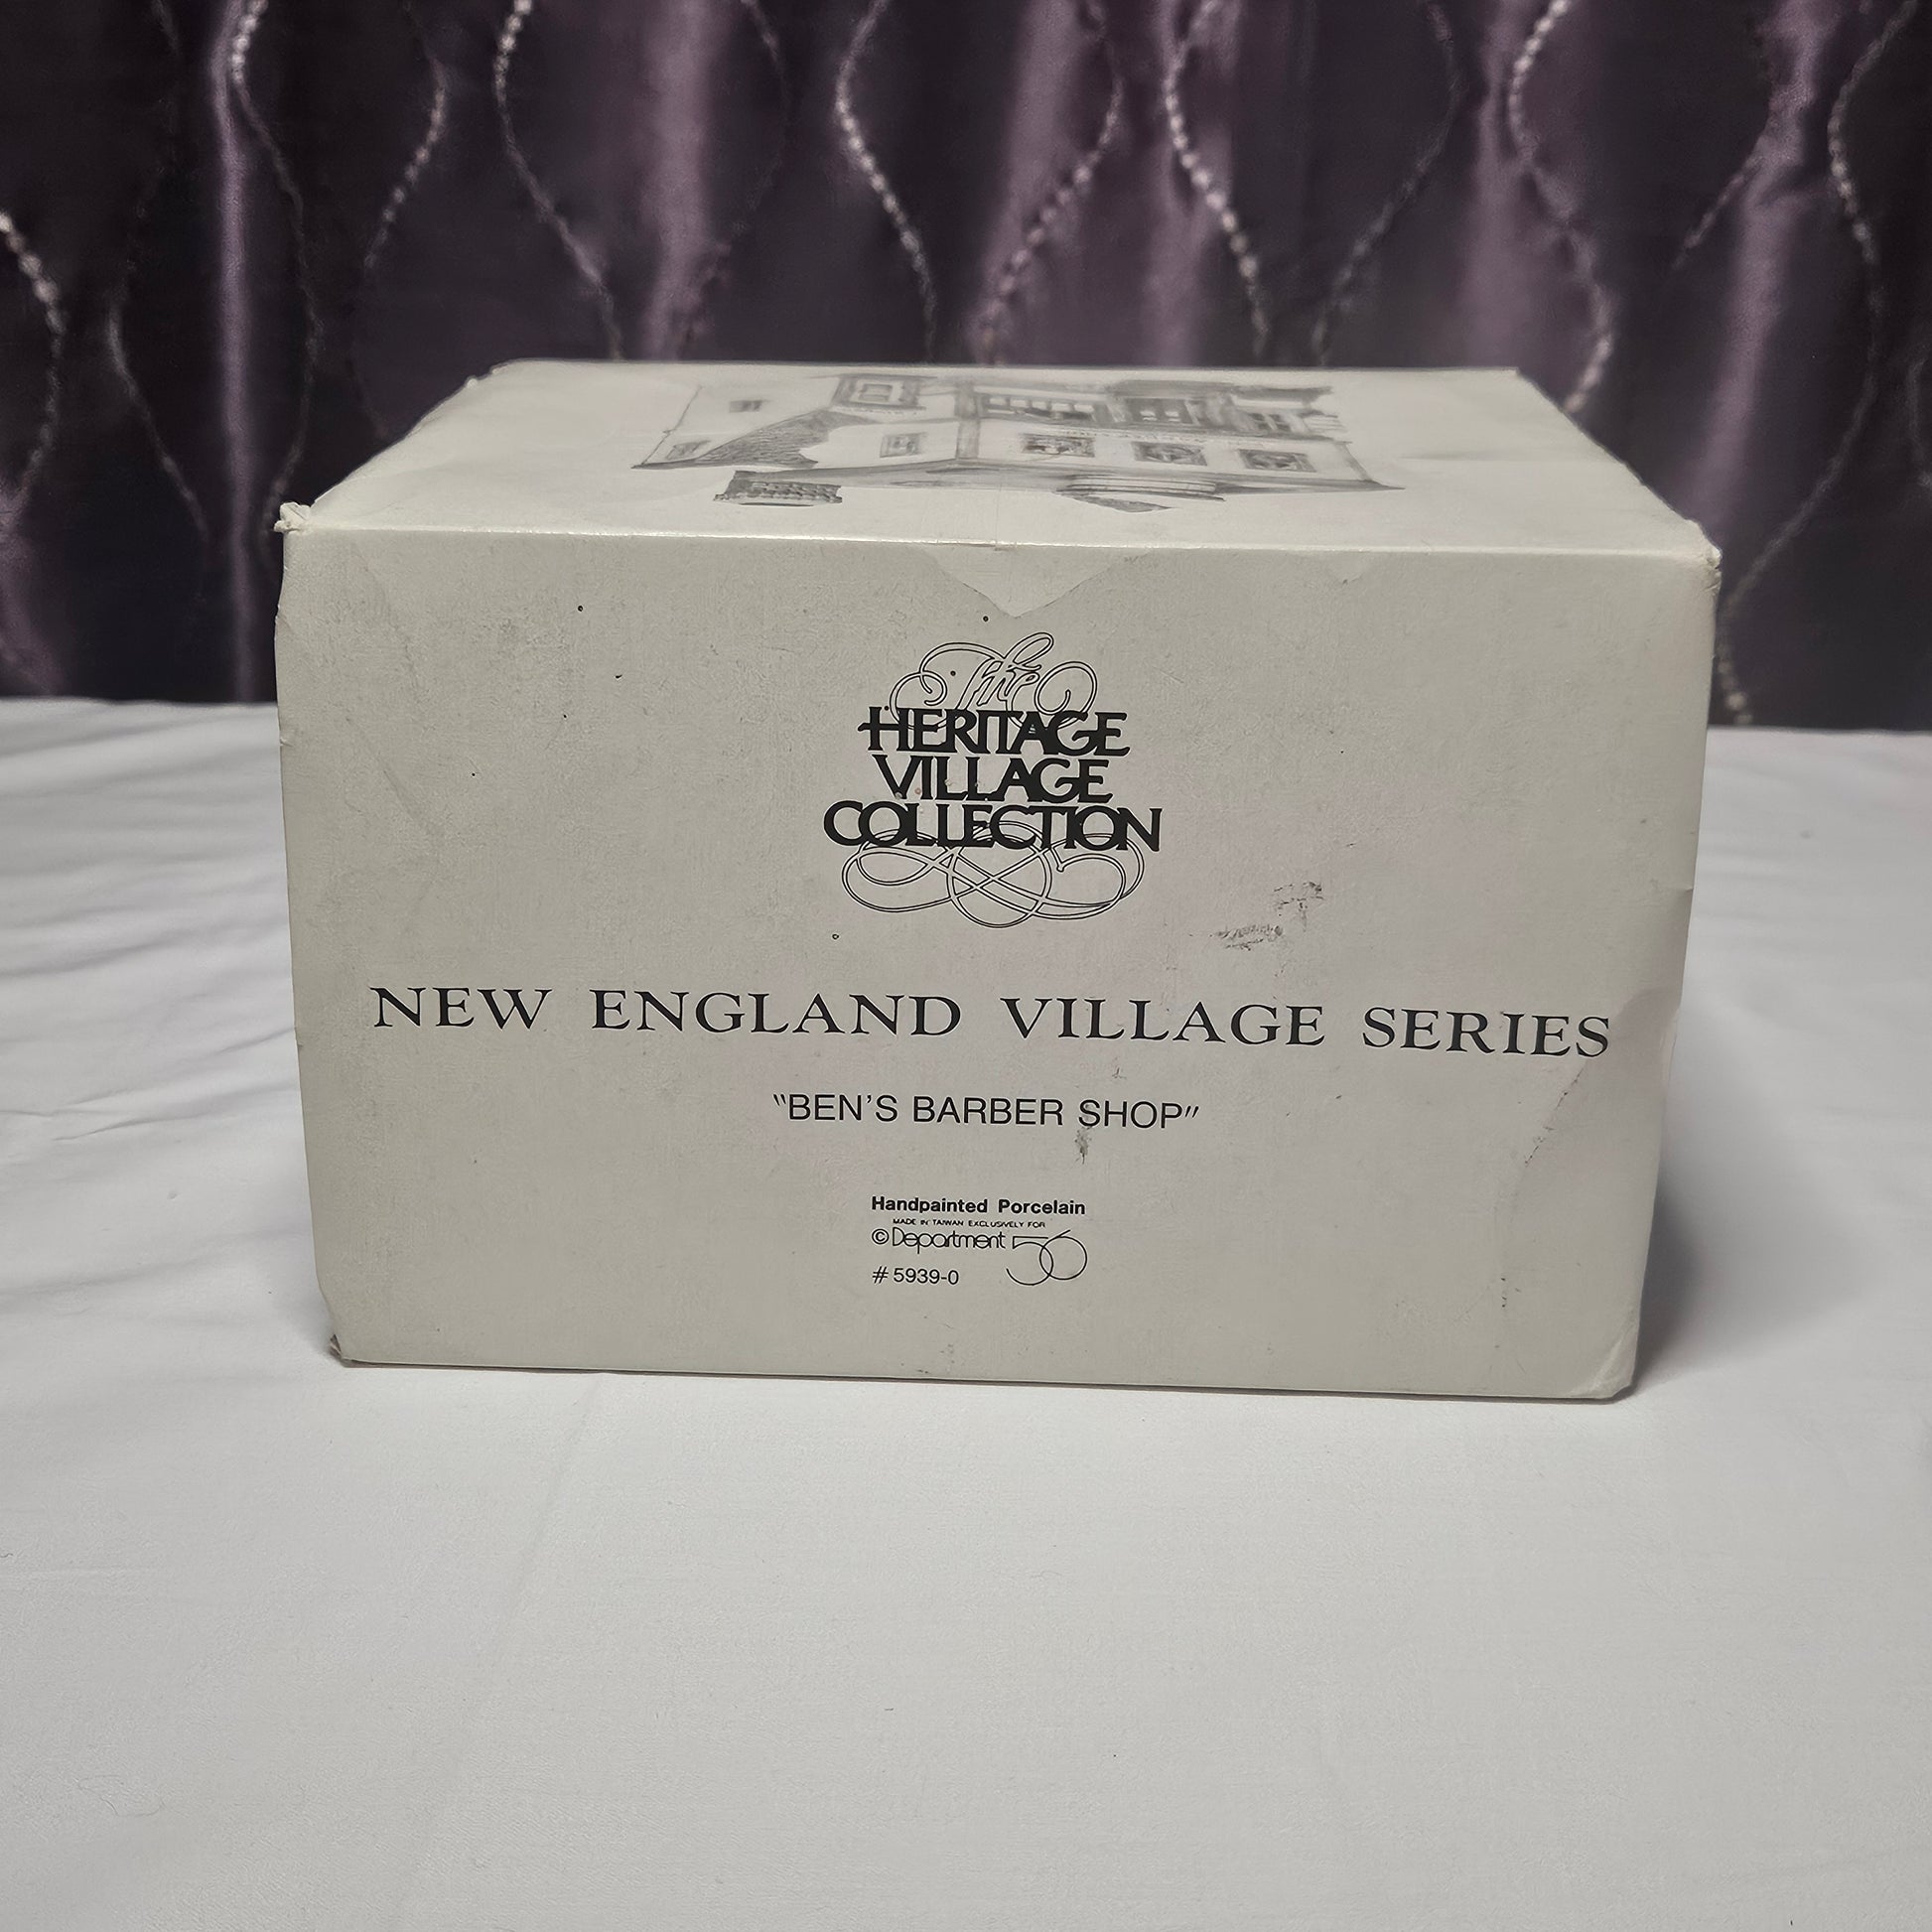 The
HERITAGE
VILLAGE
COLLECTION
NEW ENGLAND VILLAGE SERIES
"BEN'S BARBER SHOP"
Handpainted Porcelain
MADE IN TAIWAN EXCLUSIVELY FOR
© Department 56
# 5939-0